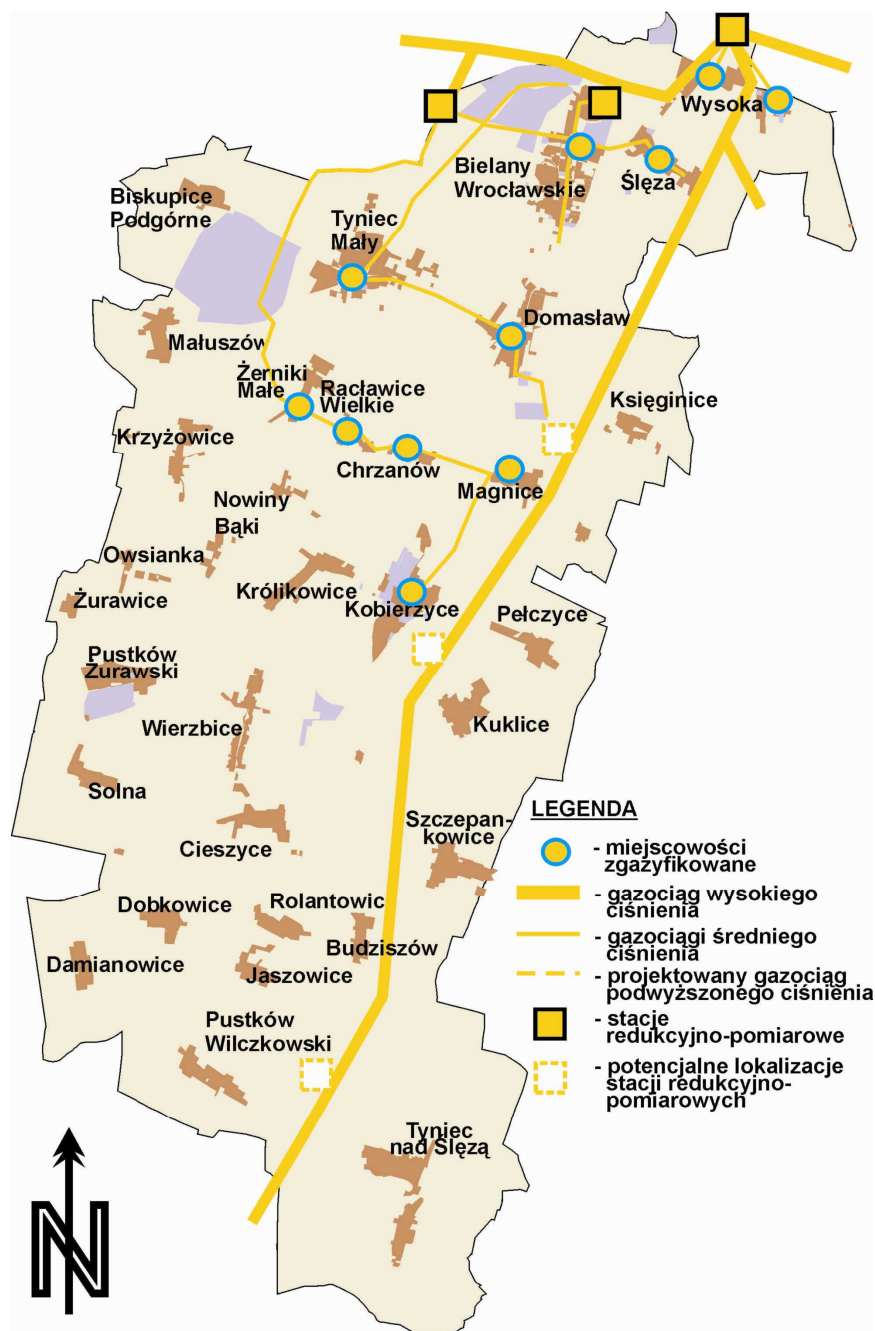 Wysoka
Bielany
Wrocławskie
Ślęza
Biskupice
Podgórne
Tyniec
Mały
Domasław
Małuszów
Żerniki
Małe
Racławice
Wielkie
Księginice
Krzyżowice
Chrzanów
Magnice
Nowiny
Bąki
Owsianka
Żurawice
Królikowice
Kobierzyce
Pełczyce
Pustków
Żurawski
Wierzbice
Kuklice
Solna
Cieszyce
Szczepan-
kowice
Dobkowice
Rolantowic
Budziszów
Damianowice
Jaszowice
Pustków
Wilczkowski
Tyniec
nad Ślęzą
LEGENDA
- miejscowości
zgazyfikowane
- gazociąg wysokiego
ciśnienia
- gazociągi średniego
ciśnienia
- projektowany gazociąg
podwyższonego ciśnienia
- stacje
redukcyjno-pomiarowe
- potencjalne lokalizacje
stacji redukcyjno-
pomiarowych
N